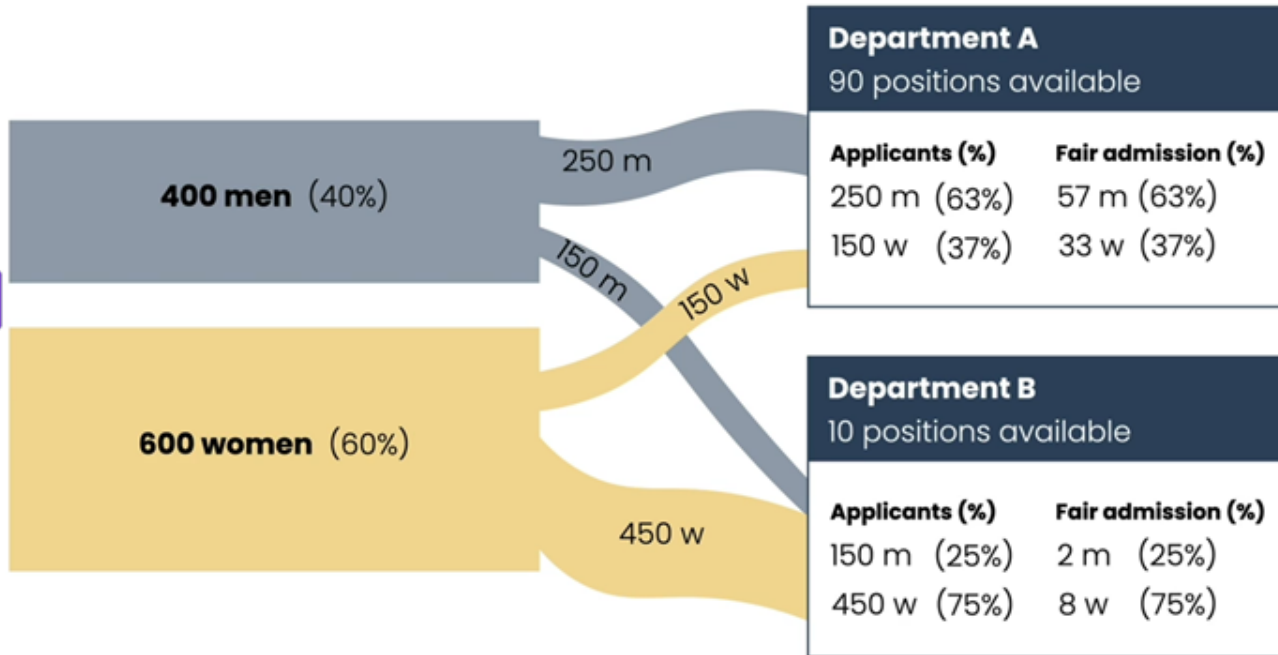 400 men (40%)
600 women (60%)
250 m
150 m
150 w
450 w
Department A
90 positions available
Applicants (%) Fair admission (%)
250 m (63%) 57 m (63%)
150 w (37%) 33 w (37%)
Department B
10 positions available
Applicants (%) Fair admission (%)
150 m (25%) 2 m (25%)
450 w (75%) 8 w (75%)